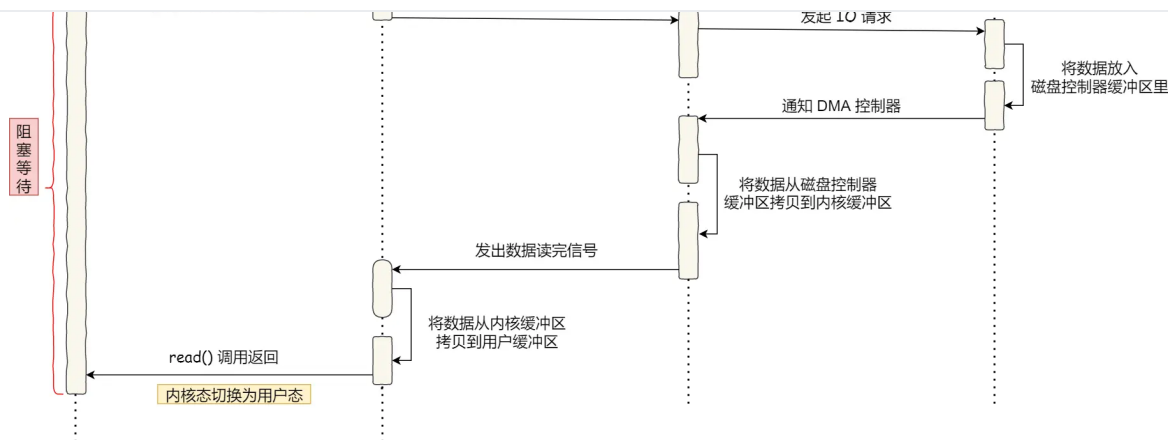 发起 IO 请求
将数据放入
磁盘控制器缓冲区里
通知 DMA 控制器
阻
塞
等
待
将数据从磁盘控制器
缓冲区拷贝到内核缓冲区
发出数据读完信号
将数据从内核缓冲区
拷贝到用户缓冲区
read() 调用返回
内核态切换为用户态